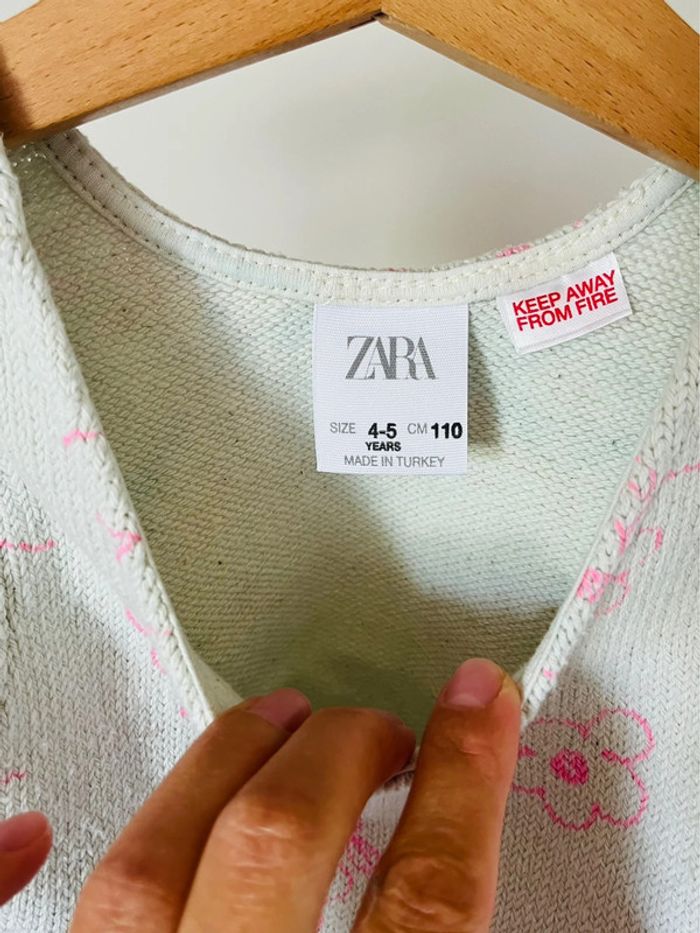 ZARA
SIZE 4-5 CM 110
YEARS
MADE IN TURKEY
KEEP AWAY
FROM FIRE